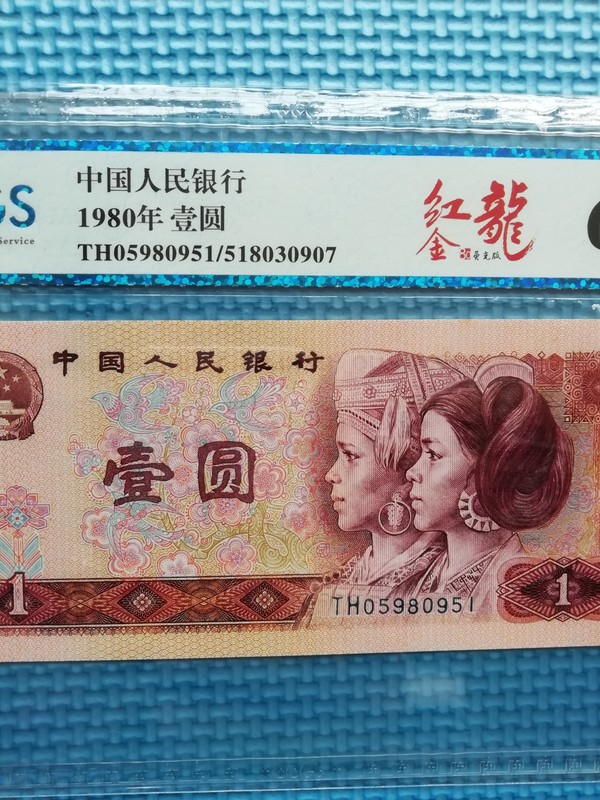 GS
Service
中国人民银行
1980年 壹圆
TH05980951/518030907
红金龍
中国人民银行
壹圆
1
TH05980951
1